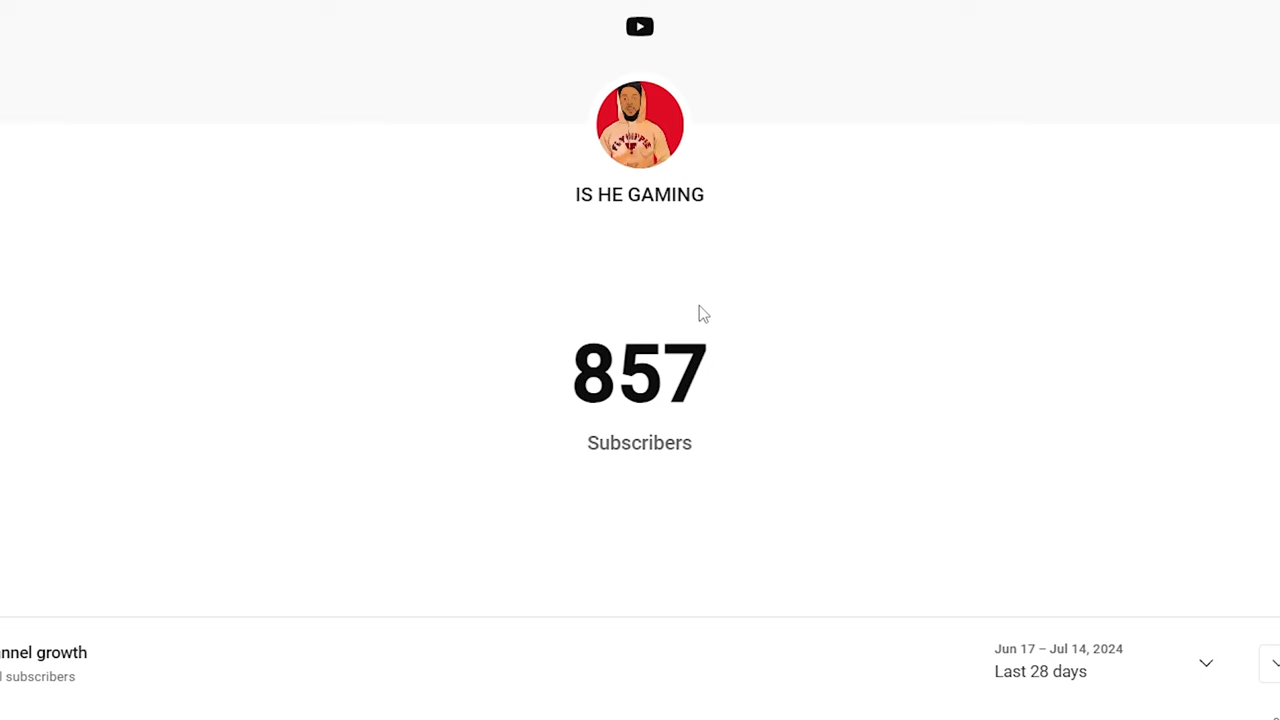 IS HE GAMING
857
Subscribers
nnel growth
Jun 17 – Jul 14, 2024
subscribers
Last 28 days